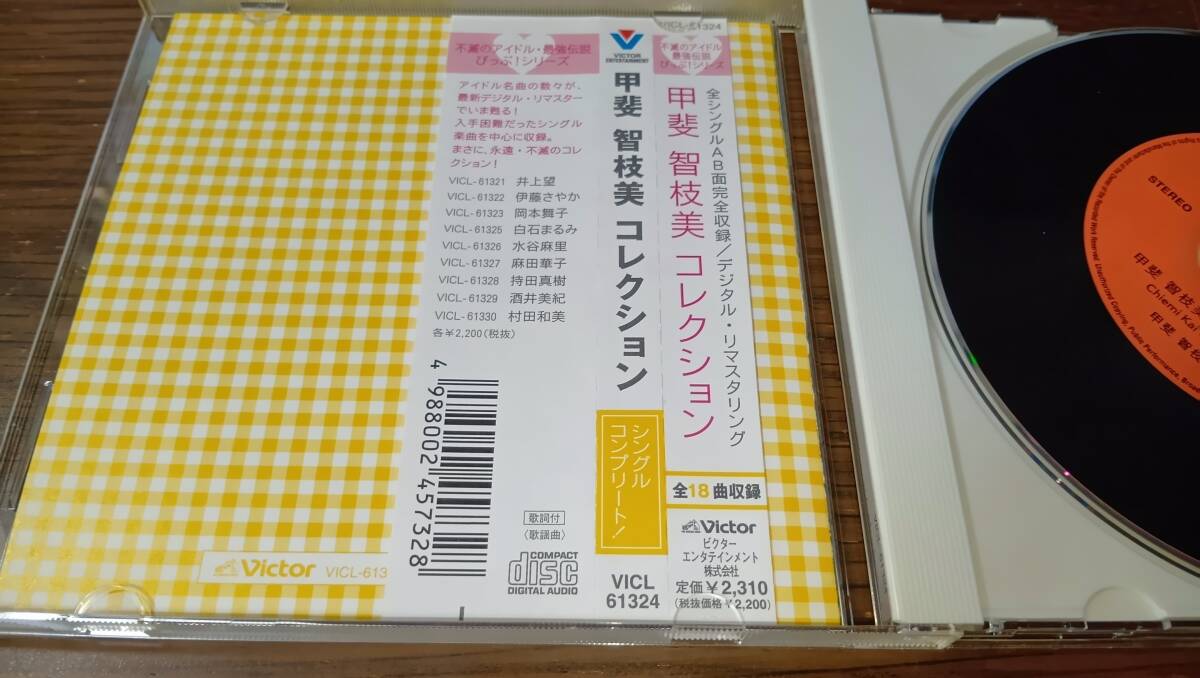 不滅のアイドル・最強伝説
ぴっぷ!シリーズ
アイドル名曲の数々が、
最新デジタル・リマスター
でいま甦る!
入手困難だったシングル
楽曲を中心に収録。
まさに、永遠・不滅のコレ
クション!
VICL-61321 井上望
VICL-61322 伊藤さやか
VICL-61323 岡本舞子
VICL-61325 白石まるみ
VICL-61326 水谷麻里
VICL-61327 麻田華子
VICL-61328 持田真樹
VICL-61329 酒井美紀
VICL-61330 村田和美
各¥2,200(税抜)
4 988002 457328
歌詞付
〈歌謡曲〉
COMPACT
disc
DIGITAL AUDIO
VICTOR
ENTERTAINMENT
甲斐 智枝美 コレクション
シングル
コンプリート!
VICL
61324
VICL-61324
不滅のアイドル
最強伝説
ぴっぷ!シリーズ
全シングルAB面完全収録/デジタル・リマスタリング
甲斐 智枝美 コレクション
全18曲収録
Victor
ビクター
エンタテインメント
株式会社
定価¥2,310
(税抜価格¥2,200)
Victor VICL-613
STEREO
甲斐 智枝
Chiemi Kai
甲斐 智枝